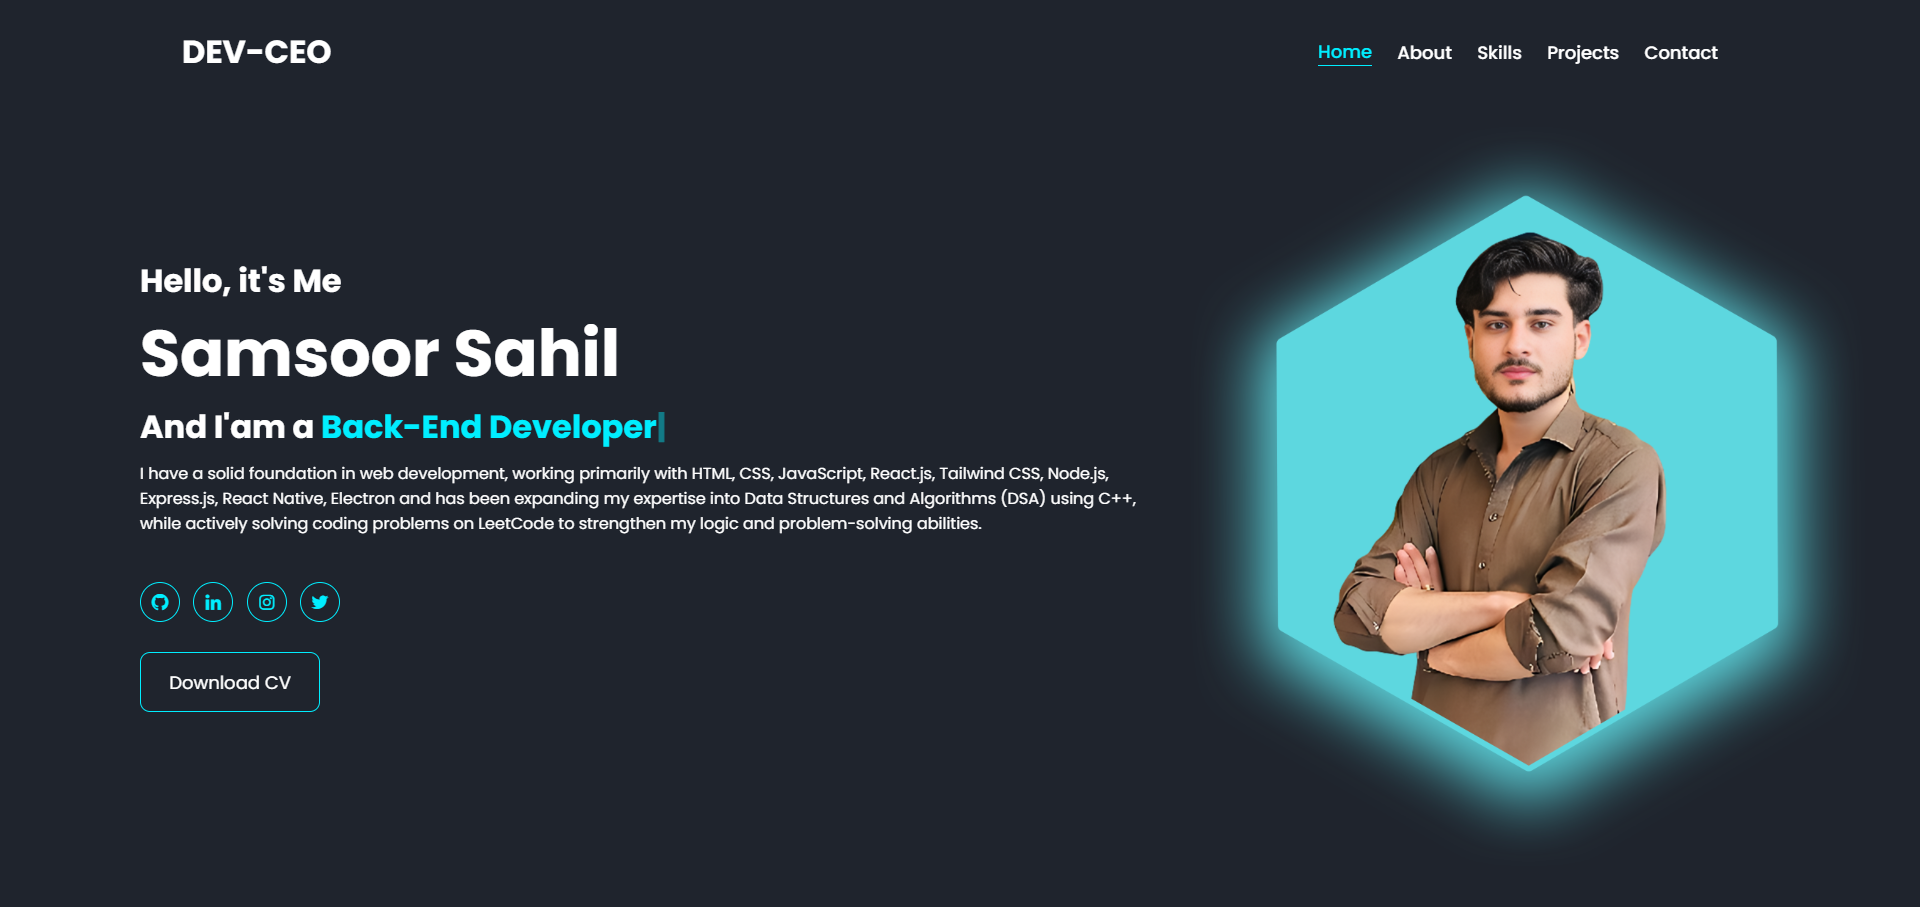 DEV-CEO
Home About Skills Projects Contact
Hello, it's Me
Samsoor Sahil
And I'am a Back-End Developer
I have a solid foundation in web development, working primarily with HTML, CSS, JavaScript, React.js, Tailwind CSS, Node.js,
Express.js, React Native, Electron and has been expanding my expertise into Data Structures and Algorithms (DSA) using C++,
while actively solving coding problems on LeetCode to strengthen my logic and problem-solving abilities.
in
Download CV